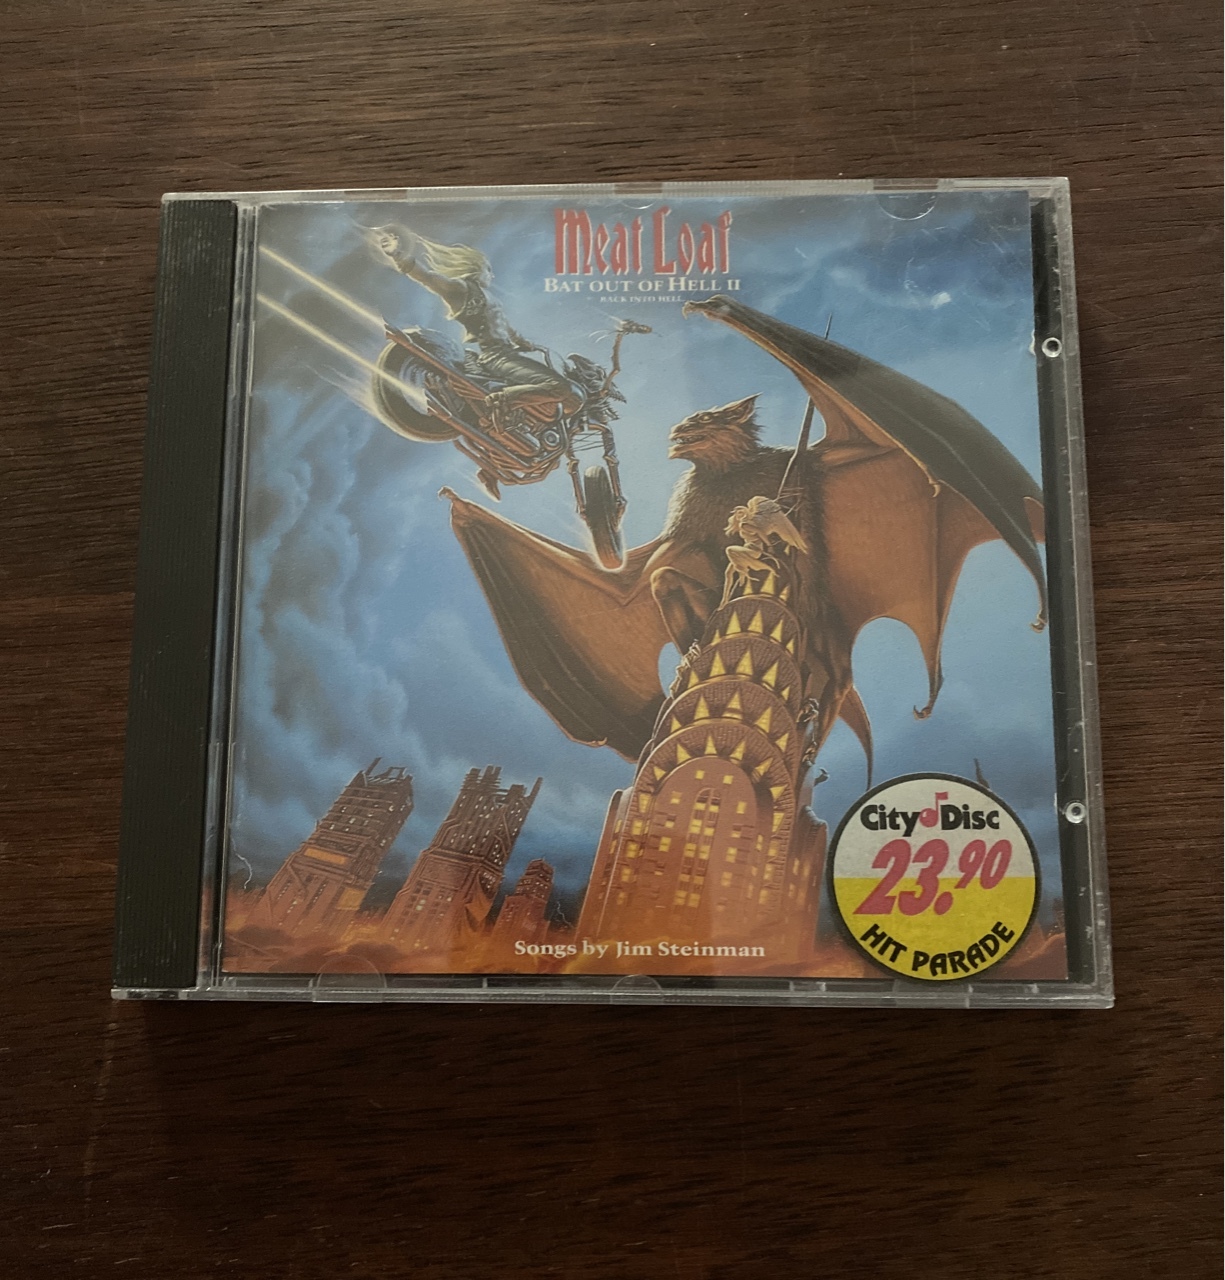 Meat Loaf
BAT OUT OF HELL II
BACK INTO HELL
Songs by Jim Steinman
City Disc
23.90
HIT PARADE